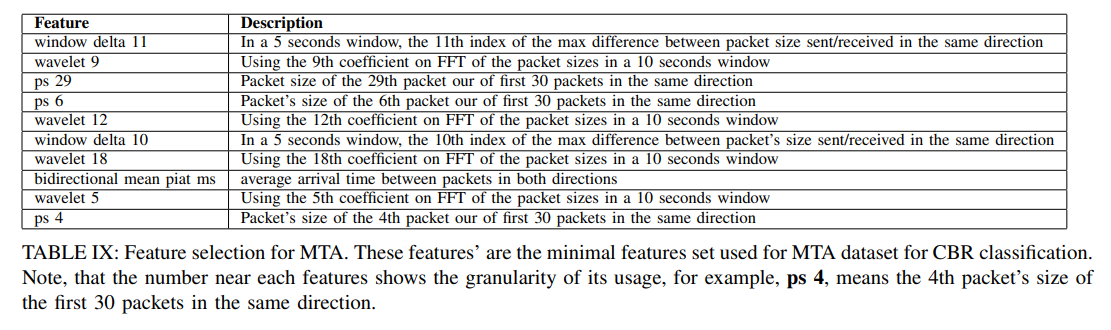 Feature Description
window delta 11 In a 5 seconds window, the 11th index of the max difference between packet size sent/received in the same direction
wavelet 9 Using the 9th coefficient on FFT of the packet sizes in a 10 seconds window
ps 29 Packet size of the 29th packet our of first 30 packets in the same direction
ps 6 Packet's size of the 6th packet our of first 30 packets in the same direction
wavelet 12 Using the 12th coefficient on FFT of the packet sizes in a 10 seconds window
window delta 10 In a 5 seconds window, the 10th index of the max difference between packet's size sent/received in the same direction
wavelet 18 Using the 18th coefficient on FFT of the packet sizes in a 10 seconds window
bidirectional mean piat ms average arrival time between packets in both directions
wavelet 5 Using the 5th coefficient on FFT of the packet sizes in a 10 seconds window
ps 4 Packet's size of the 4th packet our of first 30 packets in the same direction
TABLE IX: Feature selection for MTA. These features' are the minimal features set used for MTA dataset for CBR classification.
Note, that the number near each features shows the granularity of its usage, for example, ps 4, means the 4th packet's size of
the first 30 packets in the same direction.